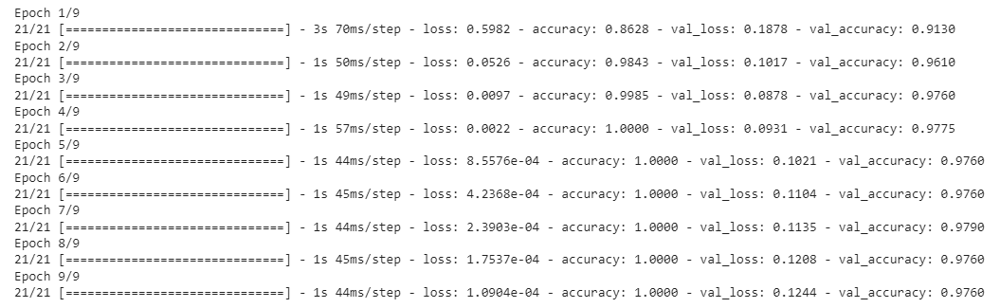 Epoch 1/9
21/21 [==============================] - 3s 70ms/step - loss: 0.5982 - accuracy: 0.8628 - val_loss: 0.1878 - val_accuracy: 0.9130
Epoch 2/9
21/21 [==============================] - 1s 50ms/step - loss: 0.0526 - accuracy: 0.9843 - val_loss: 0.1017 - val_accuracy: 0.9610
Epoch 3/9
21/21 [==============================] - 1s 49ms/step - loss: 0.0097 - accuracy: 0.9985 - val_loss: 0.0878 - val_accuracy: 0.9760
Epoch 4/9
21/21 [==============================] - 1s 57ms/step - loss: 0.0022 - accuracy: 1.0000 - val_loss: 0.0931 - val_accuracy: 0.9775
Epoch 5/9
21/21 [==============================] - 1s 44ms/step - loss: 8.5576e-04 - accuracy: 1.0000 - val_loss: 0.1021 - val_accuracy: 0.9760
Epoch 6/9
21/21 [==============================] - 1s 45ms/step - loss: 4.2368e-04 - accuracy: 1.0000 - val_loss: 0.1104 - val_accuracy: 0.9760
Epoch 7/9
21/21 [==============================] - 1s 44ms/step - loss: 2.3903e-04 - accuracy: 1.0000 - val_loss: 0.1135 - val_accuracy: 0.9790
Epoch 8/9
21/21 [==============================] - 1s 45ms/step - loss: 1.7537e-04 - accuracy: 1.0000 - val_loss: 0.1208 - val_accuracy: 0.9760
Epoch 9/9
21/21 [==============================] - 1s 44ms/step - loss: 1.0904e-04 - accuracy: 1.0000 - val_loss: 0.1244 - val_accuracy: 0.9760